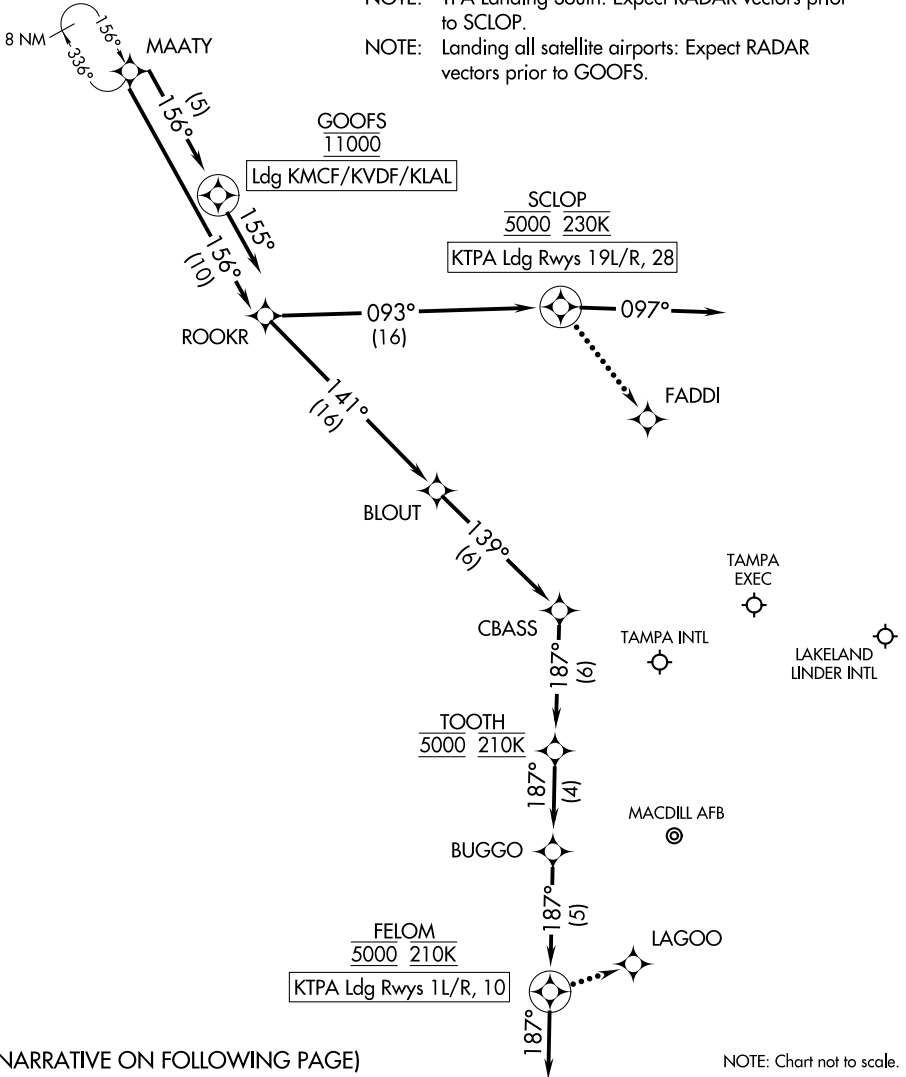 NOTE: TPA Landing South: Expect RADAR vectors prior
to SCLOP.
NOTE: Landing all satellite airports: Expect RADAR
vectors prior to GOOFS.
8 NM
156°
336°
MAATY
(5)
156°
GOOFS
11000
Ldg KMCF/KVDF/KLAL
155°
156°
(10)
SCLOP
5000 230K
KTPA Ldg Rwys 19L/R, 28
ROOKR
093°
(16)
097°
FADDI
141°
(16)
BLOUT
139°
(6)
CBASS
TAMPA
EXEC
TAMPA INTL
LAKELAND
LINDER INTL
187°
(6)
TOOTH
5000 210K
187°
(4)
MACDILL AFB
BUGGO
187°
(5)
FELOM
5000 210K
KTPA Ldg Rwys 1L/R, 10
LAGOO
187°
NARRATIVE ON FOLLOWING PAGE)
NOTE: Chart not to scale.